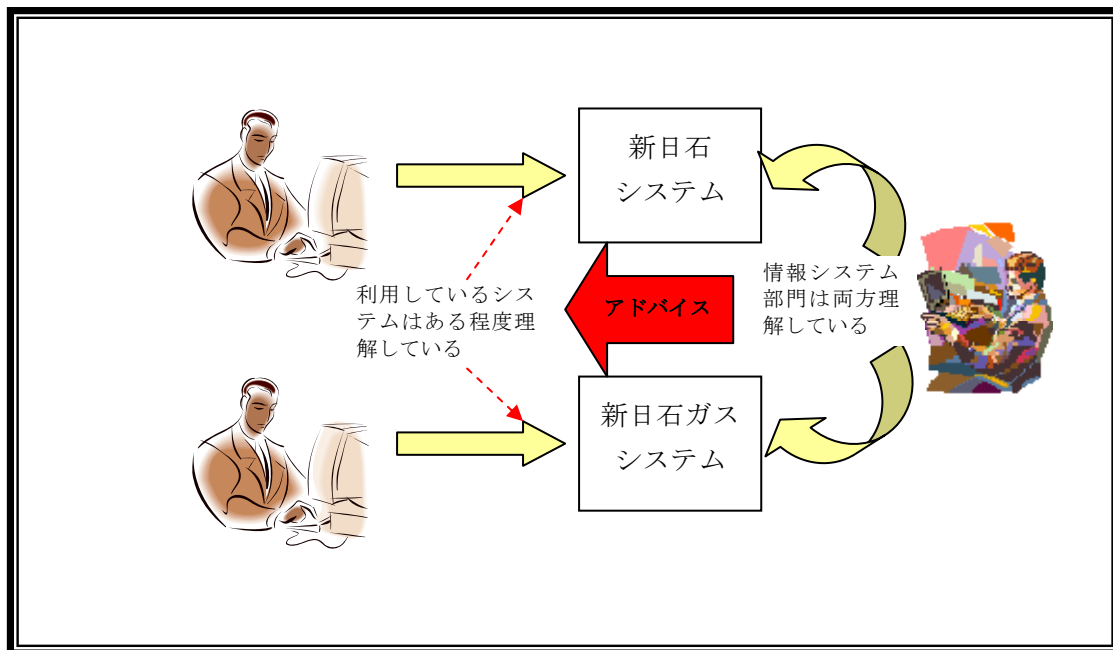 新日石
システム
利用しているシス
テムはある程度理
解している
アドバイス
情報システム
部門は両方理
解している
新日石ガス
システム